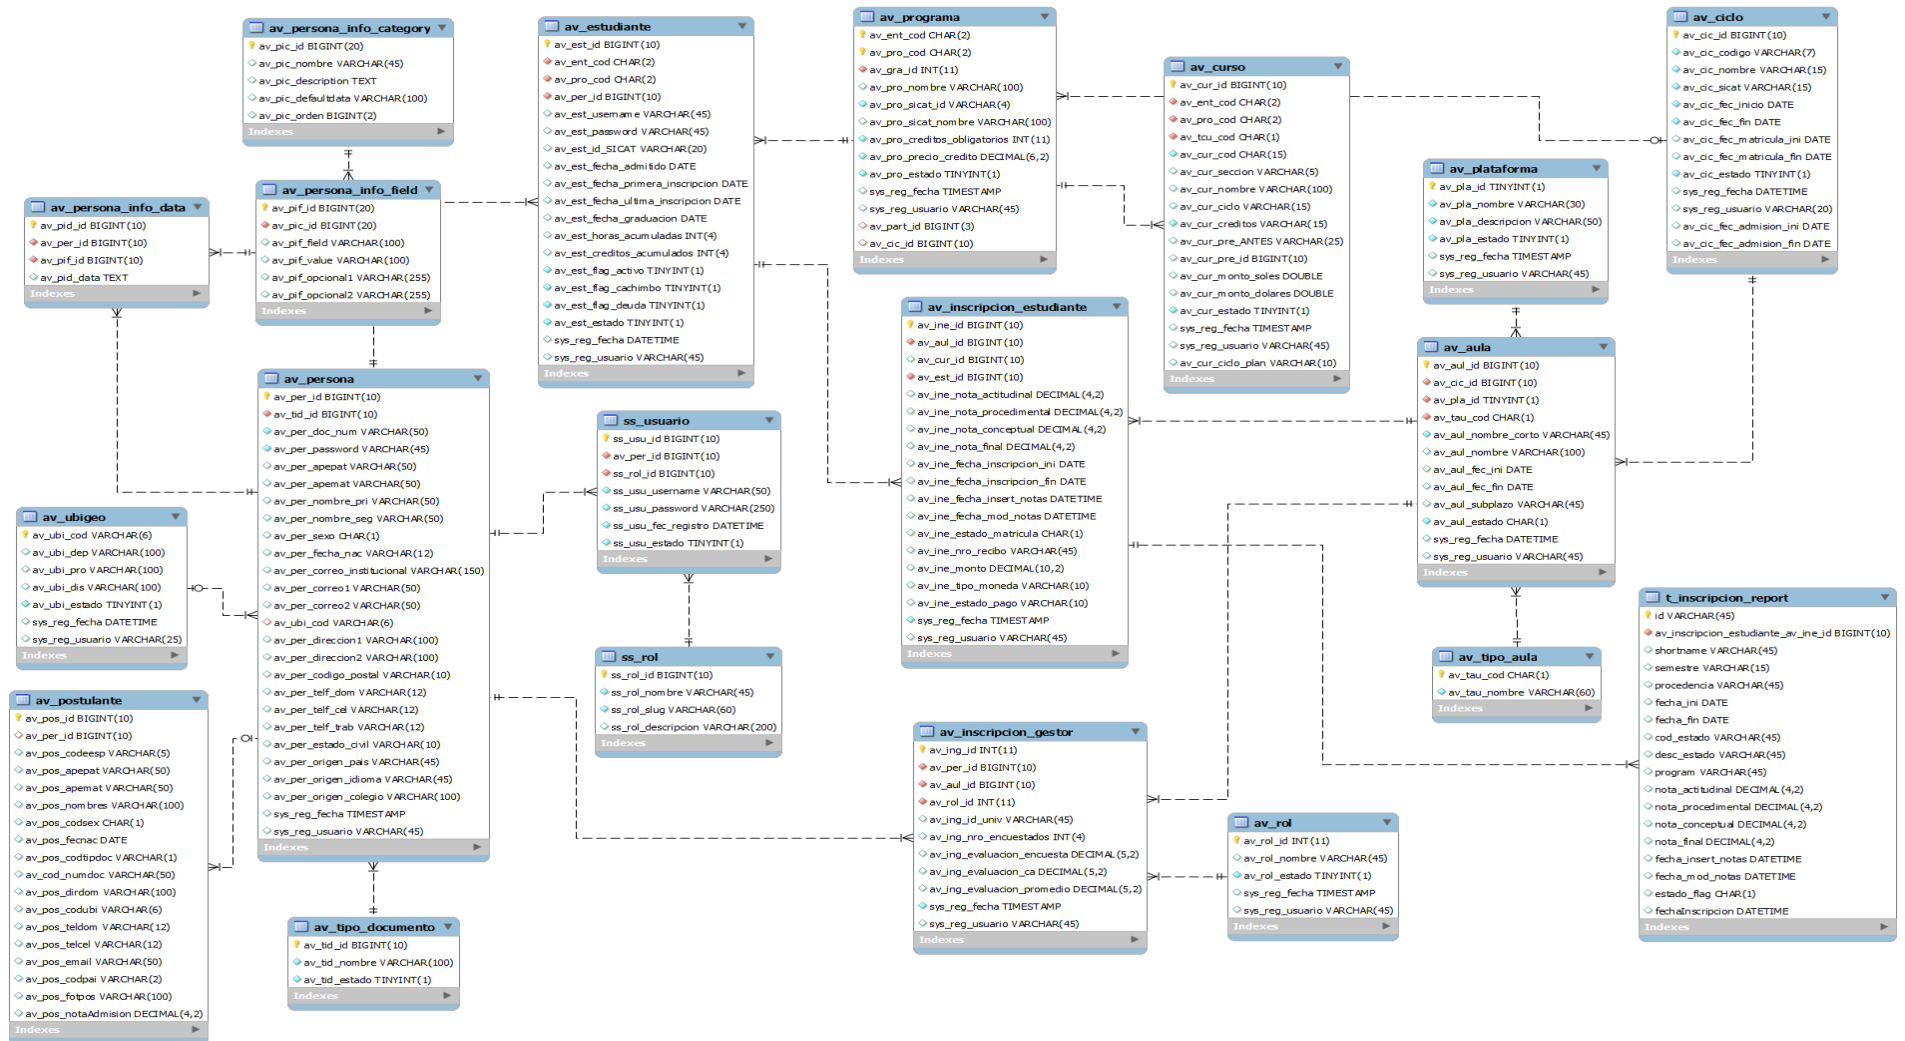 av_persona_info_category
av_pic_id BIGINT(20)
av_pic_nombre VARCHAR(45)
av_pic_description TEXT
av_pic_defaultdata VARCHAR(100)
av_pic_orden BIGINT(2)
Indexes
av_persona_info_field
av_pif_id BIGINT(20)
av_pic_id BIGINT(20)
av_pif_field VARCHAR(100)
av_pif_value VARCHAR(100)
av_pif_opcional1 VARCHAR(255)
av_pif_opcional2 VARCHAR(255)
Indexes
av_persona_info_data
av_pid_id BIGINT(10)
av_per_id BIGINT(10)
av_pif_id BIGINT(10)
av_pid_data TEXT
Indexes
av_persona
av_per_id BIGINT(10)
av_tid_id BIGINT(10)
av_per_doc_num VARCHAR(50)
av_per_password VARCHAR(45)
av_per_apepat VARCHAR(50)
av_per_apemat VARCHAR(50)
av_per_nombre_pri VARCHAR(50)
av_per_nombre_seg VARCHAR(50)
av_per_sexo CHAR(1)
av_per_fecha_nac VARCHAR(12)
av_per_correo_institucional VARCHAR(150)
av_per_correo1 VARCHAR(50)
av_per_correo2 VARCHAR(50)
av_ubi_cod VARCHAR(6)
av_per_direccion1 VARCHAR(100)
av_per_direccion2 VARCHAR(100)
av_per_codigo_postal VARCHAR(10)
av_per_telf_dom VARCHAR(12)
av_per_telf_cel VARCHAR(12)
av_per_telf_trab VARCHAR(12)
av_per_estado_civil VARCHAR(10)
av_per_origen_pais VARCHAR(45)
av_per_origen_idioma VARCHAR(45)
av_per_origen_colegio VARCHAR(100)
sys_reg_fecha TIMESTAMP
sys_reg_usuario VARCHAR(45)
Indexes
av_ubigeo
av_ubi_cod VARCHAR(6)
av_ubi_dep VARCHAR(100)
av_ubi_pro VARCHAR(100)
av_ubi_dis VARCHAR(100)
av_ubi_estado TINYINT(1)
sys_reg_fecha DATETIME
sys_reg_usuario VARCHAR(25)
Indexes
av_postulante
av_pos_id BIGINT(10)
av_per_id BIGINT(10)
av_pos_codeesp VARCHAR(5)
av_pos_apepat VARCHAR(50)
av_pos_apemat VARCHAR(50)
av_pos_nombres VARCHAR(100)
av_pos_codsex CHAR(1)
av_pos_fecnac DATE
av_pos_codtipdoc VARCHAR(1)
av_cod_numdoc VARCHAR(50)
av_pos_dirdom VARCHAR(100)
av_pos_codubi VARCHAR(6)
av_pos_teldom VARCHAR(12)
av_pos_telcel VARCHAR(12)
av_pos_email VARCHAR(50)
av_pos_codpai VARCHAR(2)
av_pos_fotpos VARCHAR(100)
av_pos_notaAdmision DECIMAL(4,2)
Indexes
av_tipo_documento
av_tid_id BIGINT(10)
av_tid_nombre VARCHAR(100)
av_tid_estado TINYINT(1)
Indexes
av_estudiante
av_est_id BIGINT(10)
av_ent_cod CHAR(2)
av_pro_cod CHAR(2)
av_per_id BIGINT(10)
av_est_username VARCHAR(45)
av_est_password VARCHAR(45)
av_est_id_SICAT VARCHAR(20)
av_est_fecha_admitido DATE
av_est_fecha_primera_inscripcion DATE
av_est_fecha_ultima_inscripcion DATE
av_est_fecha_graduacion DATE
av_est_horas_acumuladas INT(4)
av_est_creditos_acumulados INT(4)
av_est_flag_activo TINYINT(1)
av_est_flag_cachimbo TINYINT(1)
av_est_flag_deuda TINYINT(1)
av_est_estado TINYINT(1)
sys_reg_fecha DATETIME
sys_reg_usuario VARCHAR(45)
Indexes
ss_usuario
ss_usu_id BIGINT(10)
av_per_id BIGINT(10)
ss_rol_id BIGINT(10)
ss_usu_username VARCHAR(50)
ss_usu_password VARCHAR(250)
ss_usu_fec_registro DATETIME
ss_usu_estado TINYINT(1)
Indexes
ss_rol
ss_rol_id BIGINT(10)
ss_rol_nombre VARCHAR(45)
ss_rol_slug VARCHAR(60)
ss_rol_descripcion VARCHAR(200)
Indexes
av_programa
av_ent_cod CHAR(2)
av_pro_cod CHAR(2)
av_gra_id INT(11)
av_pro_nombre VARCHAR(100)
av_pro_sicat_id VARCHAR(4)
av_pro_sicat_nombre VARCHAR(100)
av_pro_creditos_obligatorios INT(11)
av_pro_precio_credito DECIMAL(6,2)
av_pro_estado TINYINT(1)
sys_reg_fecha TIMESTAMP
sys_reg_usuario VARCHAR(45)
av_part_id BIGINT(3)
av_cic_id BIGINT(10)
Indexes
av_inscripcion_estudiante
av_ine_id BIGINT(10)
av_aul_id BIGINT(10)
av_cur_id BIGINT(10)
av_est_id BIGINT(10)
av_ine_nota_actitudinal DECIMAL(4,2)
av_ine_nota_procedimental DECIMAL(4,2)
av_ine_nota_conceptual DECIMAL(4,2)
av_ine_nota_final DECIMAL(4,2)
av_ine_fecha_inscripcion_ini DATE
av_ine_fecha_inscripcion_fin DATE
av_ine_fecha_insert_notas DATETIME
av_ine_fecha_mod_notas DATETIME
av_ine_estado_matricula CHAR(1)
av_ine_nro_recibo VARCHAR(45)
av_ine_monto DECIMAL(10,2)
av_ine_tipo_moneda VARCHAR(10)
av_ine_estado_pago VARCHAR(10)
sys_reg_fecha TIMESTAMP
sys_reg_usuario VARCHAR(45)
Indexes
av_inscripcion_gestor
av_ing_id INT(11)
av_per_id BIGINT(10)
av_aul_id BIGINT(10)
av_rol_id INT(11)
av_ing_id_univ VARCHAR(45)
av_ing_nro_encuestados INT(4)
av_ing_evaluacion_encuesta DECIMAL(5,2)
av_ing_evaluacion_ca DECIMAL(5,2)
av_ing_evaluacion_promedio DECIMAL(5,2)
sys_reg_fecha TIMESTAMP
sys_reg_usuario VARCHAR(45)
Indexes
av_curso
av_cur_id BIGINT(10)
av_ent_cod CHAR(2)
av_pro_cod CHAR(2)
av_tcu_cod CHAR(1)
av_cur_cod CHAR(15)
av_cur_seccion VARCHAR(5)
av_cur_nombre VARCHAR(100)
av_cur_ciclo VARCHAR(15)
av_cur_creditos VARCHAR(15)
av_cur_pre_ANTES VARCHAR(25)
av_cur_pre_id BIGINT(10)
av_cur_monto_soles DOUBLE
av_cur_monto_dolares DOUBLE
av_cur_estado TINYINT(1)
sys_reg_fecha TIMESTAMP
sys_reg_usuario VARCHAR(45)
av_cur_ciclo_plan VARCHAR(10)
Indexes
av_rol
av_rol_id INT(11)
av_rol_nombre VARCHAR(45)
av_rol_estado TINYINT(1)
sys_reg_fecha TIMESTAMP
sys_reg_usuario VARCHAR(45)
Indexes
av_plataforma
av_pla_id TINYINT(1)
av_pla_nombre VARCHAR(30)
av_pla_descripcion VARCHAR(50)
av_pla_estado TINYINT(1)
sys_reg_fecha TIMESTAMP
sys_reg_usuario VARCHAR(45)
Indexes
av_aula
av_aul_id BIGINT(10)
av_cic_id BIGINT(10)
av_pla_id TINYINT(1)
av_tau_cod CHAR(1)
av_aul_nombre_corto VARCHAR(45)
av_aul_nombre VARCHAR(100)
av_aul_fec_ini DATE
av_aul_fec_fin DATE
av_aul_subplazo VARCHAR(45)
av_aul_estado CHAR(1)
sys_reg_fecha DATETIME
sys_reg_usuario VARCHAR(45)
Indexes
av_tipo_aula
av_tau_cod CHAR(1)
av_tau_nombre VARCHAR(60)
Indexes
av_ciclo
av_cic_id BIGINT(10)
av_cic_codigo VARCHAR(7)
av_cic_nombre VARCHAR(15)
av_cic_sicat VARCHAR(15)
av_cic_fec_inicio DATE
av_cic_fec_fin DATE
av_cic_fec_matricula_ini DATE
av_cic_fec_matricula_fin DATE
av_cic_estado TINYINT(1)
sys_reg_fecha DATETIME
sys_reg_usuario VARCHAR(20)
av_cic_fec_admision_ini DATE
av_cic_fec_admision_fin DATE
Indexes
t_inscripcion_report
id VARCHAR(45)
av_inscripcion_estudiante_av_ine_id BIGINT(10)
shortname VARCHAR(45)
semestre VARCHAR(15)
procedencia VARCHAR(45)
fecha_ini DATE
fecha_fin DATE
cod_estado VARCHAR(45)
desc_estado VARCHAR(45)
program VARCHAR(45)
nota_actitudinal DECIMAL(4,2)
nota_procedimental DECIMAL(4,2)
nota_conceptual DECIMAL(4,2)
nota_final DECIMAL(4,2)
fecha_insert_notas DATETIME
fecha_mod_notas DATETIME
estado_flag CHAR(1)
fechaInscripcion DATETIME
Indexes